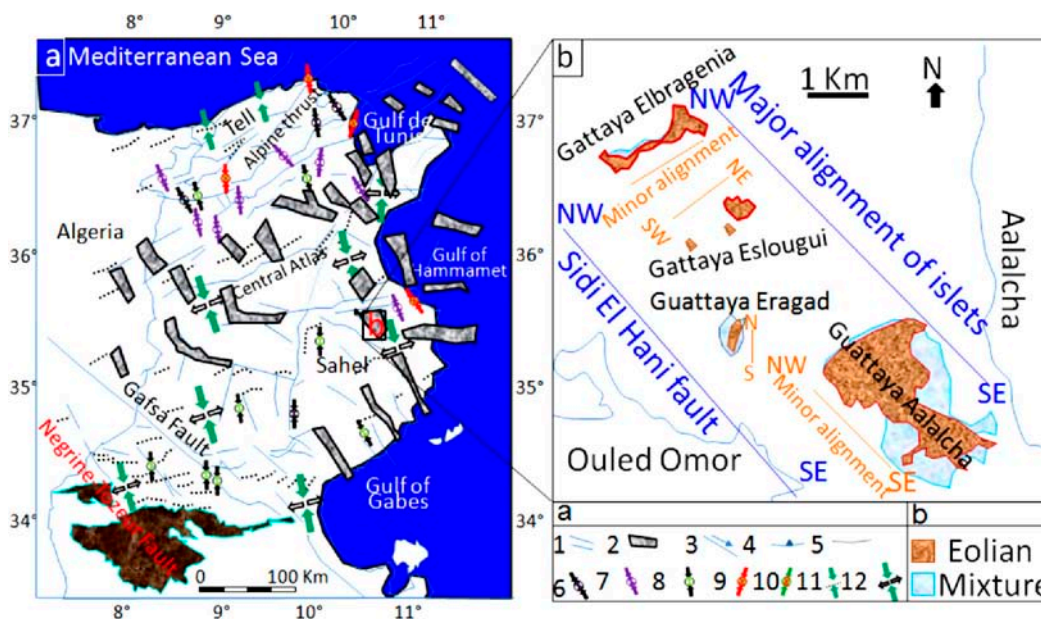 8° 9° 10° 11°
a Mediterranean Sea
37°
Tell
Alpine thrust
Gulf de
Tunis
Algeria
36°
Central Atlas
Gulf of
Hammamet
b
Sahel
35°
Gafsa Fault
Gulf of
Gabes
34°
0 100 Km
8° 9° 10° 11°
37°
36°
35°
34°
b
1 Km
N
Gattaya Elbragenia
NW
Major alignment of islets
SE
Minor alignment
NE
SW
Gattaya Eslougui
NW
Sidi El Hani fault
SE
Guattaya Eragad
N
S
NW
Minor alignment
SE
Guattaya Aalalcha
Aalalcha
Ouled Omor
a
1 2 3 4 5
6 7 8 9 10 11 12
b
Eolian
Mixture